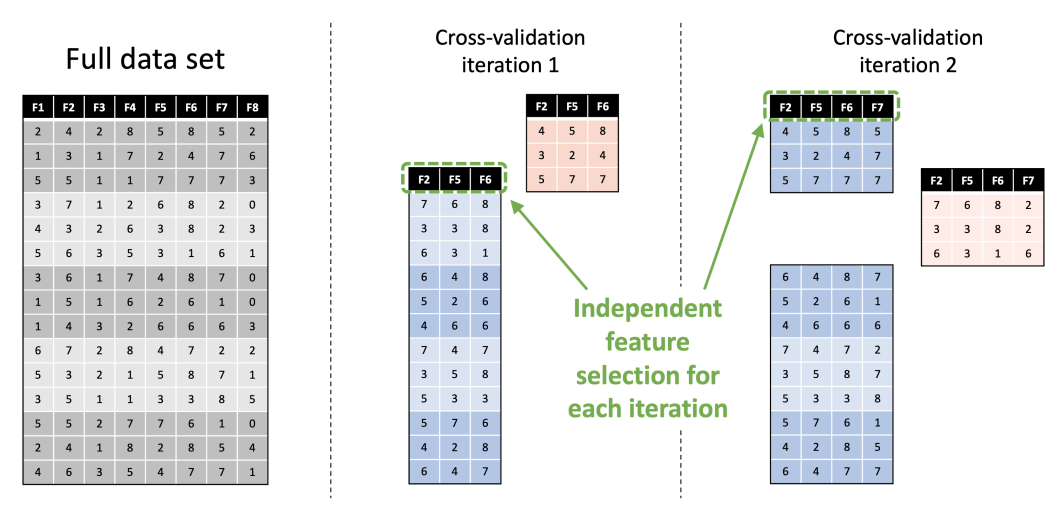 Full data set
F1 F2 F3 F4 F5 F6 F7 F8
2 4 2 8 5 8 5 2
1 3 1 7 2 4 7 6
5 5 1 1 7 7 7 3
3 7 1 2 6 8 2 0
4 3 2 6 3 8 2 3
5 6 3 5 3 1 6 1
3 6 1 7 4 8 7 0
1 5 1 6 2 6 1 0
1 4 3 2 6 6 6 3
6 7 2 8 4 7 2 2
5 3 2 1 5 8 7 1
3 5 1 1 3 3 8 5
5 5 2 7 7 6 1 0
2 4 1 8 2 8 5 4
4 6 3 5 4 7 7 1
Cross-validation
iteration 1
F2 F5 F6
4 5 8
3 2 4
5 7 7
F2 F5 F6
7 6 8
3 3 8
6 3 1
6 4 8
5 2 6
4 6 6
7 4 7
3 5 8
5 3 3
5 7 6
4 2 8
6 4 7
Independent
feature
selection for
each iteration
Cross-validation
iteration 2
F2 F5 F6 F7
4 5 8 5
3 2 4 7
5 7 7 7
F2 F5 F6 F7
7 6 8 2
3 3 8 2
6 3 1 6
6 4 8 7
5 2 6 1
4 6 6 6
7 4 7 2
3 5 8 7
5 3 3 8
5 7 6 1
4 2 8 5
6 4 7 7